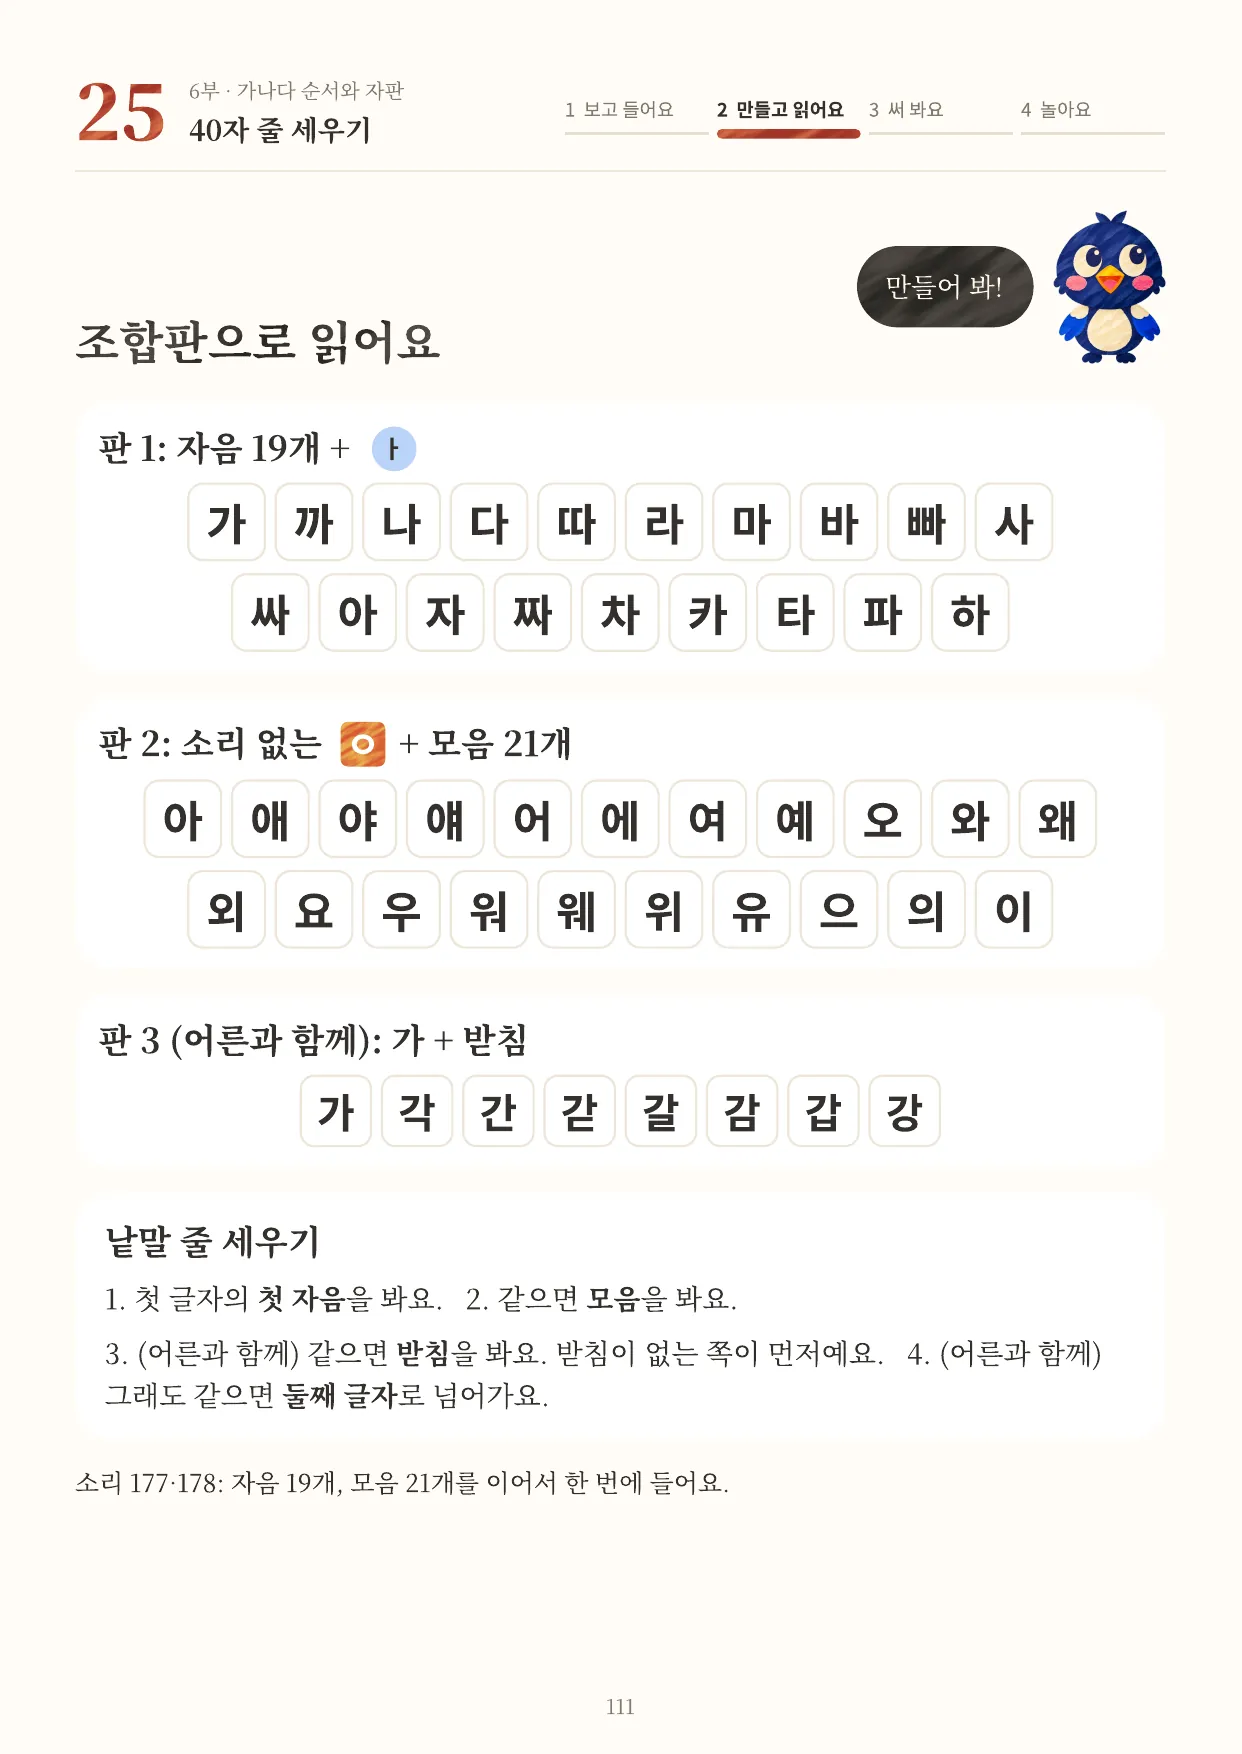 25
6부 · 가나다 순서와 자판
40자 줄 세우기
1 보고 들어요
2 만들고 읽어요
3 써 봐요
4 놀아요
만들어 봐!
조합판으로 읽어요
판 1: 자음 19개 + ㅏ
가 까 나 다 따 라 마 바 빠 사
싸 아 자 짜 차 카 타 파 하
판 2: 소리 없는 ㅇ + 모음 21개
아 애 야 얘 어 에 여 예 오 와 왜
외 요 우 워 웨 위 유 으 의 이
판 3 (어른과 함께): 가 + 받침
가 각 간 갇 갈 감 갑 강
낱말 줄 세우기
1. 첫 글자의 첫 자음을 봐요. 2. 같으면 모음을 봐요.
3. (어른과 함께) 같으면 받침을 봐요. 받침이 없는 쪽이 먼저예요. 4. (어른과 함께)
그래도 같으면 둘째 글자로 넘어가요.
소리 177·178: 자음 19개, 모음 21개를 이어서 한 번에 들어요.
111